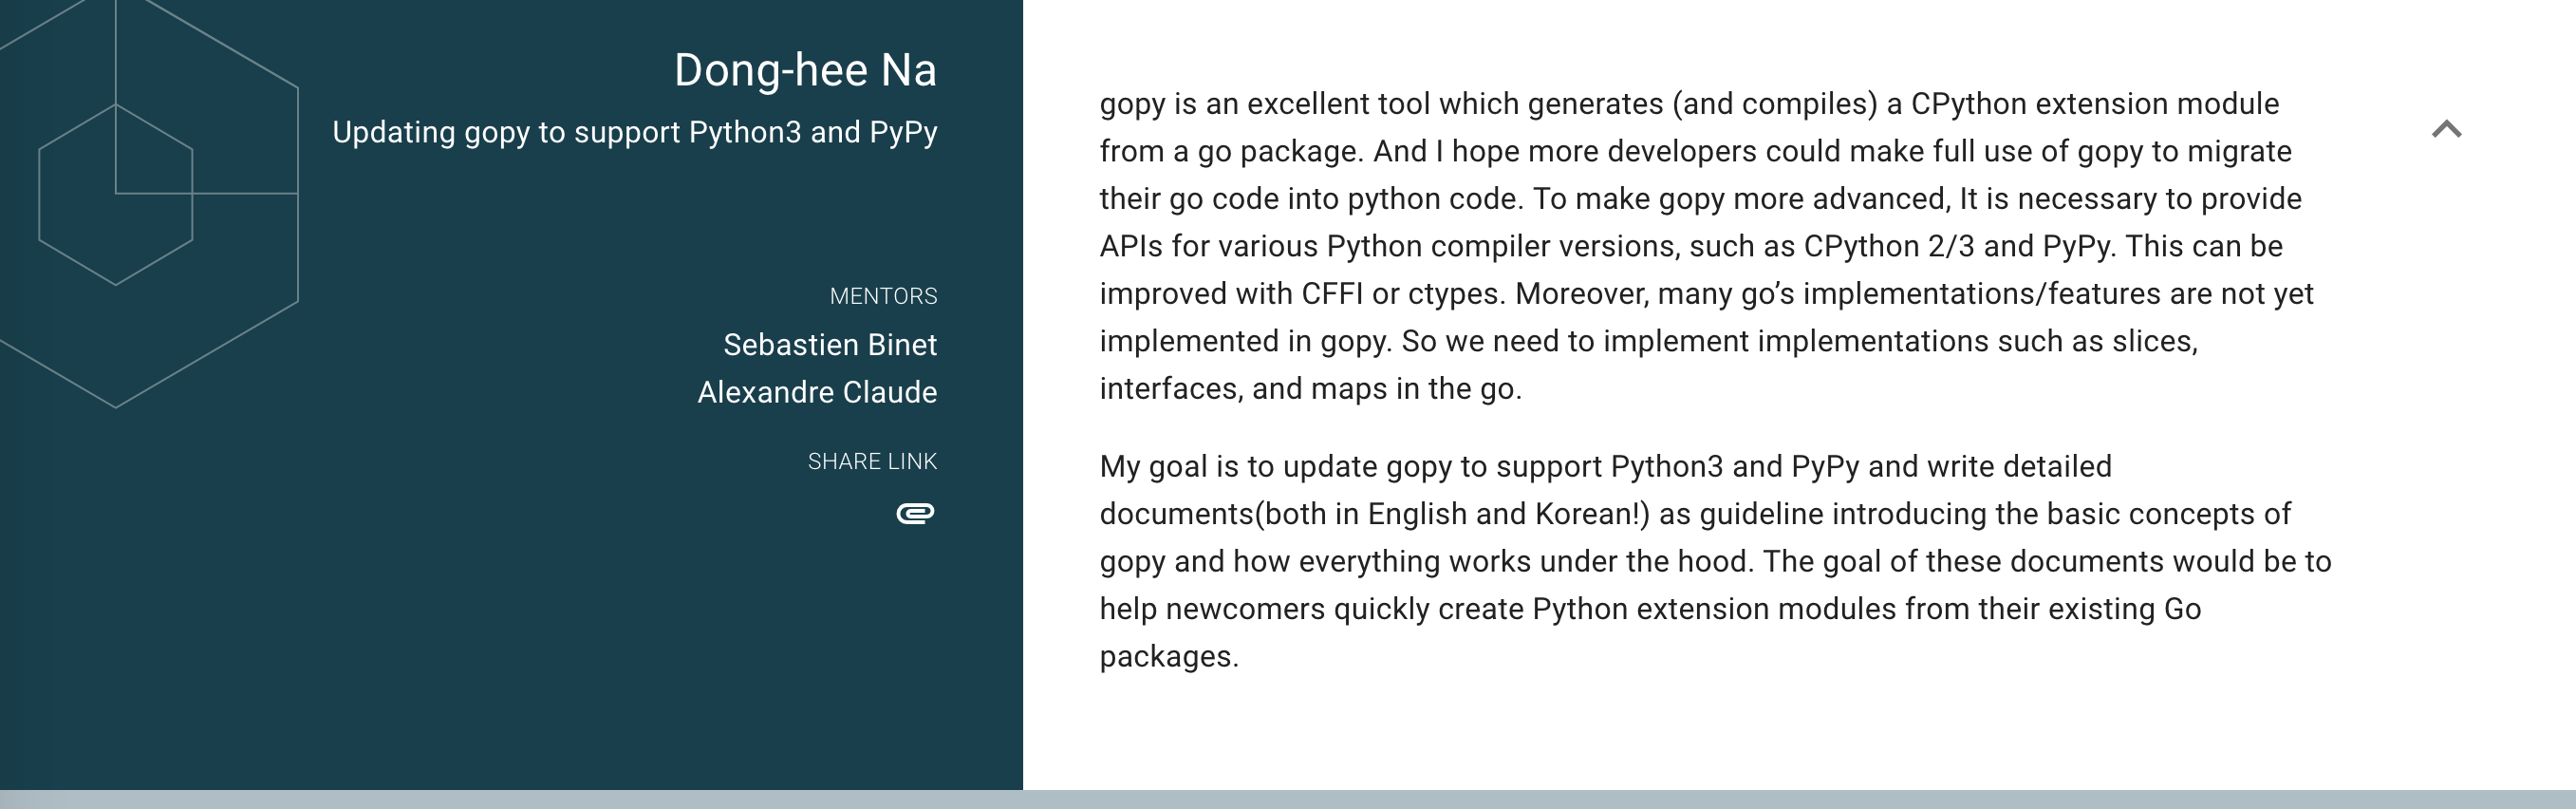 Dong-hee Na
Updating gopy to support Python3 and PyPy
MENTORS
Sebastien Binet
Alexandre Claude
SHARE LINK
gopy is an excellent tool which generates (and compiles) a CPython extension module
from a go package. And I hope more developers could make full use of gopy to migrate
their go code into python code. To make gopy more advanced, It is necessary to provide
APIs for various Python compiler versions, such as CPython 2/3 and PyPy. This can be
improved with CFFI or ctypes. Moreover, many go’s implementations/features are not yet
implemented in gopy. So we need to implement implementations such as slices,
interfaces, and maps in the go.
My goal is to update gopy to support Python3 and PyPy and write detailed
documents(both in English and Korean!) as guideline introducing the basic concepts of
gopy and how everything works under the hood. The goal of these documents would be to
help newcomers quickly create Python extension modules from their existing Go
packages.